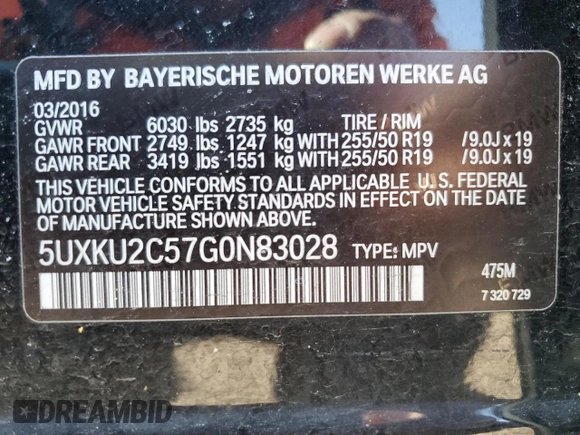 MFD BY BAYERISCHE MOTOREN WERKE AG
03/2016
GVWR 6030 lbs 2735 kg TIRE / RIM
GAWR FRONT 2749 lbs 1247 kg WITH 255/50 R19 /9.0J x 19
GAWR REAR 3419 lbs 1551 kg WITH 255/50 R19 /9.0J x 19
THIS VEHICLE CONFORMS TO ALL APPLICABLE U.S. FEDERAL
MOTOR VEHICLE SAFETY STANDARDS IN EFFECT ON THE DATE
OF MANUFACTURE SHOWN ABOVE.
5UXKU2C57G0N83028 TYPE: MPV
475M
7 320 729
DREAMBID